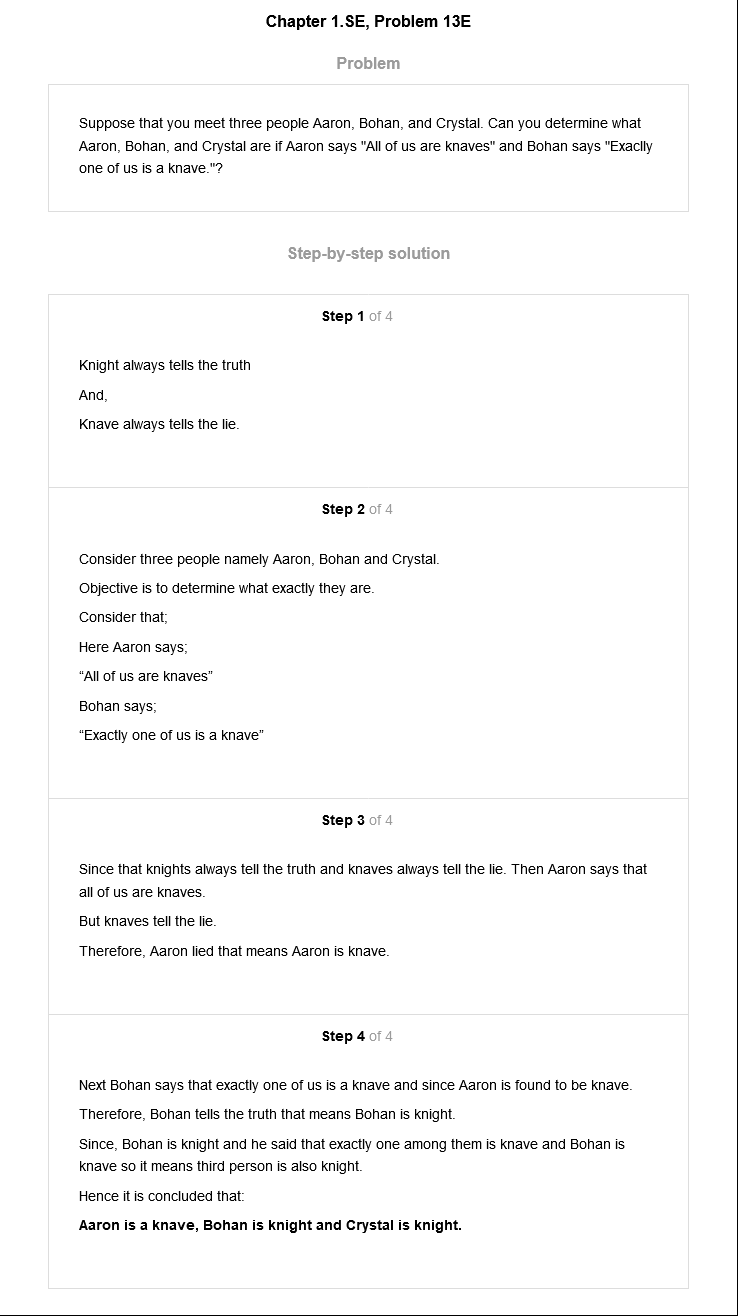 Chapter 1.SE, Problem 13E
Problem
Suppose that you meet three people Aaron, Bohan, and Crystal. Can you determine what
Aaron, Bohan, and Crystal are if Aaron says "All of us are knaves" and Bohan says "Exaclly
one of us is a knave."?
Step-by-step solution
Step 1 of 4
Knight always tells the truth
And,
Knave always tells the lie.
Step 2 of 4
Consider three people namely Aaron, Bohan and Crystal.
Objective is to determine what exactly they are.
Consider that;
Here Aaron says;
“All of us are knaves”
Bohan says;
“Exactly one of us is a knave”
Step 3 of 4
Since that knights always tell the truth and knaves always tell the lie. Then Aaron says that
all of us are knaves.
But knaves tell the lie.
Therefore, Aaron lied that means Aaron is knave.
Step 4 of 4
Next Bohan says that exactly one of us is a knave and since Aaron is found to be knave.
Therefore, Bohan tells the truth that means Bohan is knight.
Since, Bohan is knight and he said that exactly one among them is knave and Bohan is
knave so it means third person is also knight.
Hence it is concluded that:
Aaron is a knave, Bohan is knight and Crystal is knight.